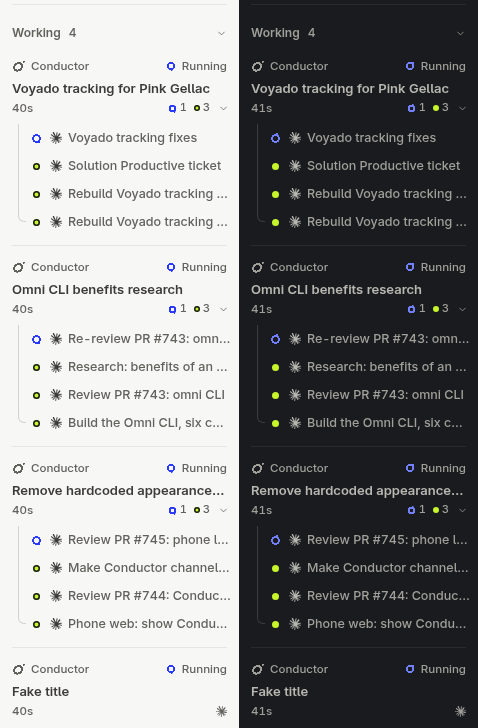 Working 4
Conductor Running
Voyado tracking for Pink Gellac
40s 1 3
Voyado tracking fixes
Solution Productive ticket
Rebuild Voyado tracking ...
Rebuild Voyado tracking ...
Conductor Running
Omni CLI benefits research
40s 1 3
Re-review PR #743: omn...
Research: benefits of an ...
Review PR #743: omni CLI
Build the Omni CLI, six c...
Conductor Running
Remove hardcoded appearance...
40s 1 3
Review PR #745: phone l...
Make Conductor channel...
Review PR #744: Conduc...
Phone web: show Condu...
Conductor Running
Fake title
40s
Working 4
Conductor Running
Voyado tracking for Pink Gellac
41s 1 3
Voyado tracking fixes
Solution Productive ticket
Rebuild Voyado tracking ...
Rebuild Voyado tracking ...
Conductor Running
Omni CLI benefits research
41s 1 3
Re-review PR #743: omn...
Research: benefits of an ...
Review PR #743: omni CLI
Build the Omni CLI, six c...
Conductor Running
Remove hardcoded appearance...
41s 1 3
Review PR #745: phone l...
Make Conductor channel...
Review PR #744: Conduc...
Phone web: show Condu...
Conductor Running
Fake title
41s